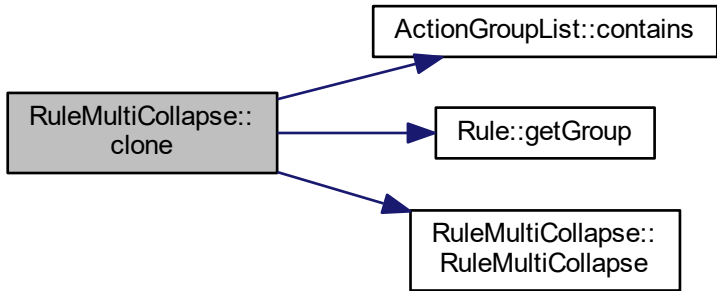 RuleMultiCollapse::
clone
ActionGroupList::contains
Rule::getGroup
RuleMultiCollapse::
RuleMultiCollapse